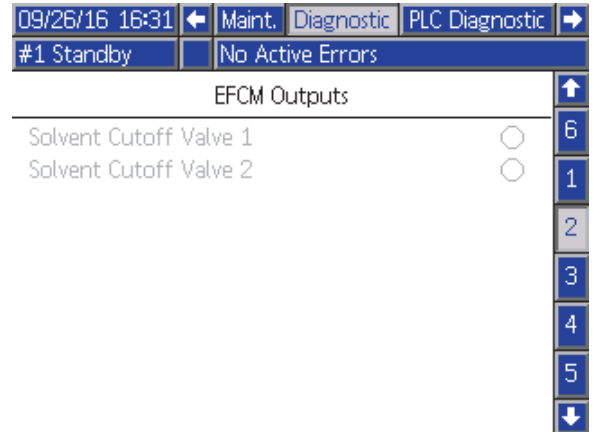 09/26/16 16:31 Maint. Diagnostic PLC Diagnostic
#1 Standby No Active Errors
EFCM Outputs
Solvent Cutoff Valve 1
Solvent Cutoff Valve 2
6
1
2
3
4
5